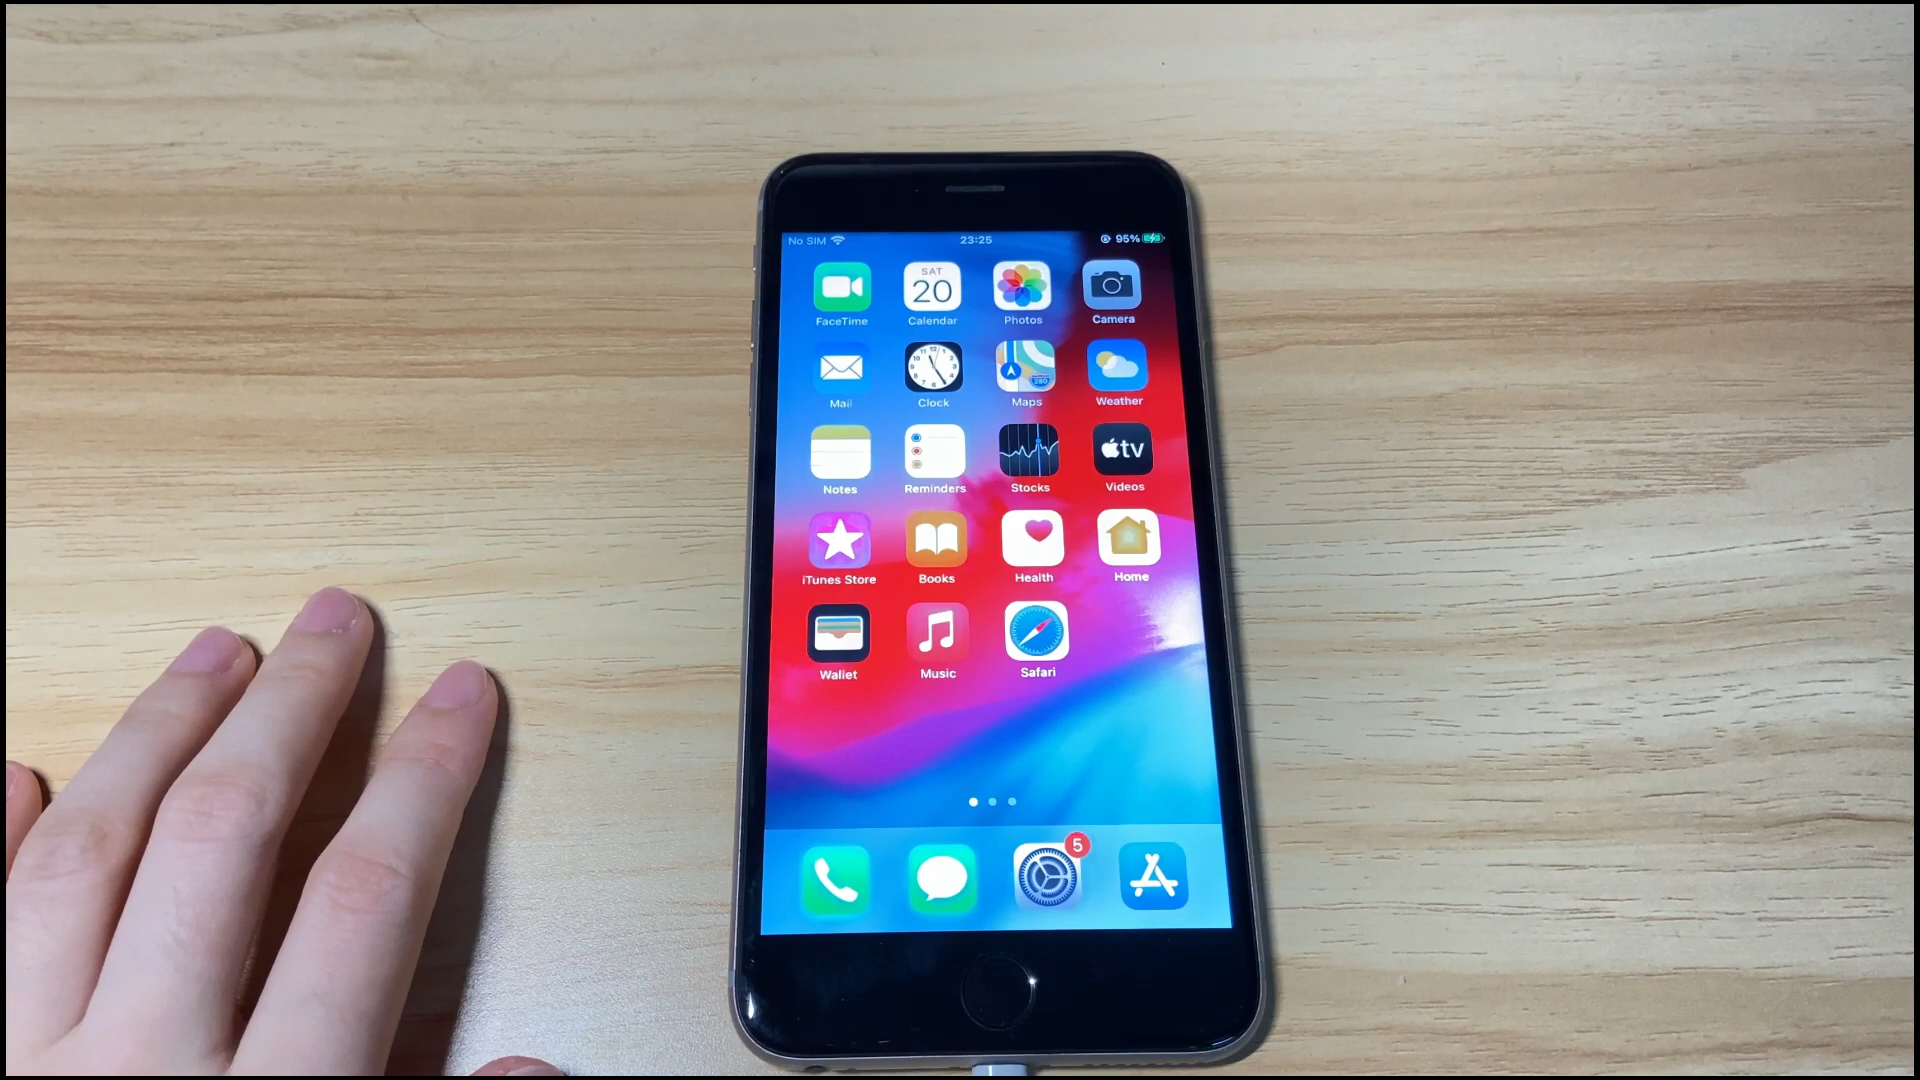 No SIM 23:25 95%
SAT
20
FaceTime Calendar Photos Camera
280
Mail Clock Maps Weather
tv
Notes Reminders Stocks Videos
iTunes Store Books Health Home
Wallet Music Safari
5